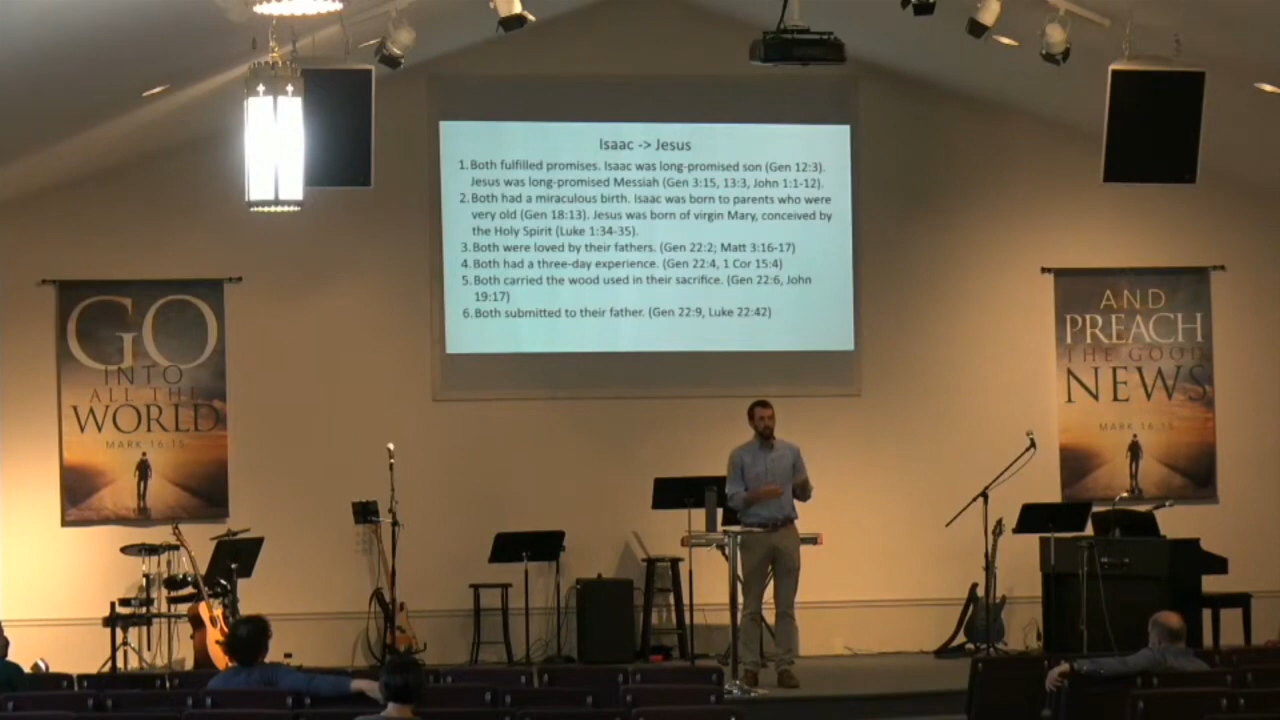 Isaac -> Jesus
1. Both fulfilled promises. Isaac was long-promised son (Gen 12:3).
Jesus was long-promised Messiah (Gen 3:15, 13:3, John 1:1-12).
2. Both had a miraculous birth. Isaac was born to parents who were
very old (Gen 18:13). Jesus was born of virgin Mary, conceived by
the Holy Spirit (Luke 1:34-35).
3. Both were loved by their fathers. (Gen 22:2; Matt 3:16-17)
4. Both had a three-day experience. (Gen 22:4, 1 Cor 15:4)
5. Both carried the wood used in their sacrifice. (Gen 22:6, John
19:17)
6. Both submitted to their father. (Gen 22:9, Luke 22:42)
GO
INTO
ALL THE
WORLD
MARK 16:15
AND
PREACH
THE GOOD
NEWS
MARK 16:15